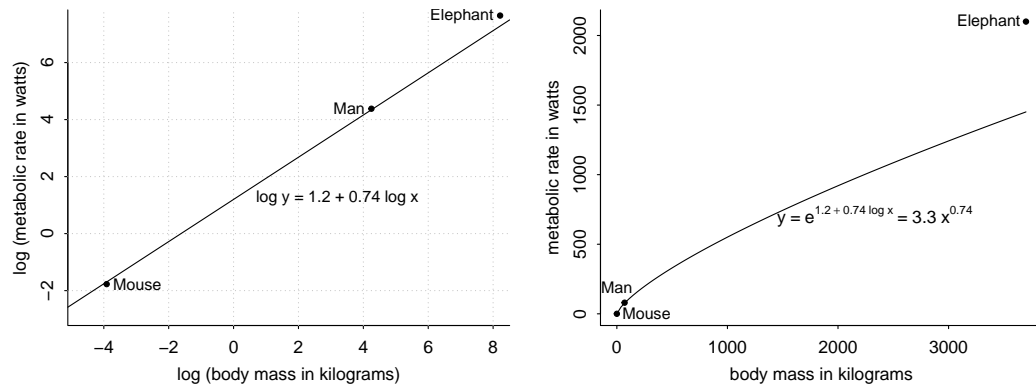 Elephant
Man
Mouse
log y = 1.2 + 0.74 log x
log (metabolic rate in watts)
−2
0
2
4
6
−4
−2
0
2
4
6
8
log (body mass in kilograms)
Elephant
y = e^1.2 + 0.74 log x = 3.3 x^0.74
Man
Mouse
metabolic rate in watts
0
500
1000
1500
2000
0
1000
2000
3000
body mass in kilograms